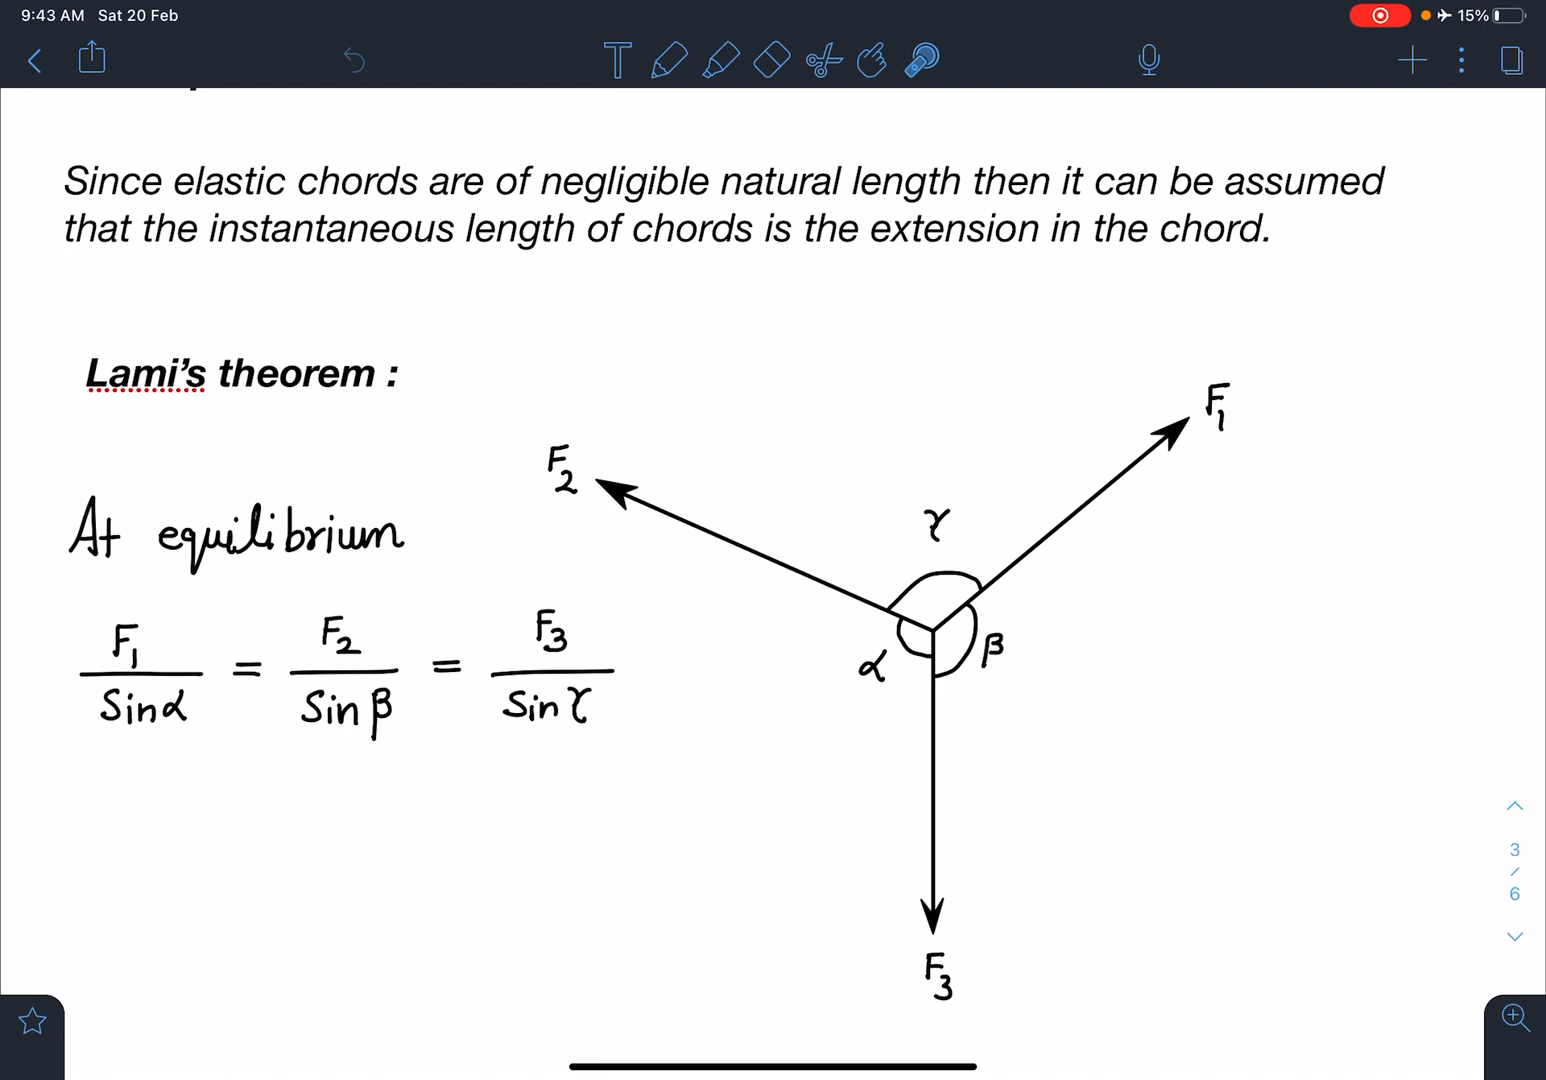 9:43 AM Sat 20 Feb
15%
Since elastic chords are of negligible natural length then it can be assumed
that the instantaneous length of chords is the extension in the chord.
Lami's theorem :
F₁
F₂
γ
At equilibrium
F₁/Sinα = F₂/Sinβ = F₃/Sinγ
α
β
F₃
3
/
6